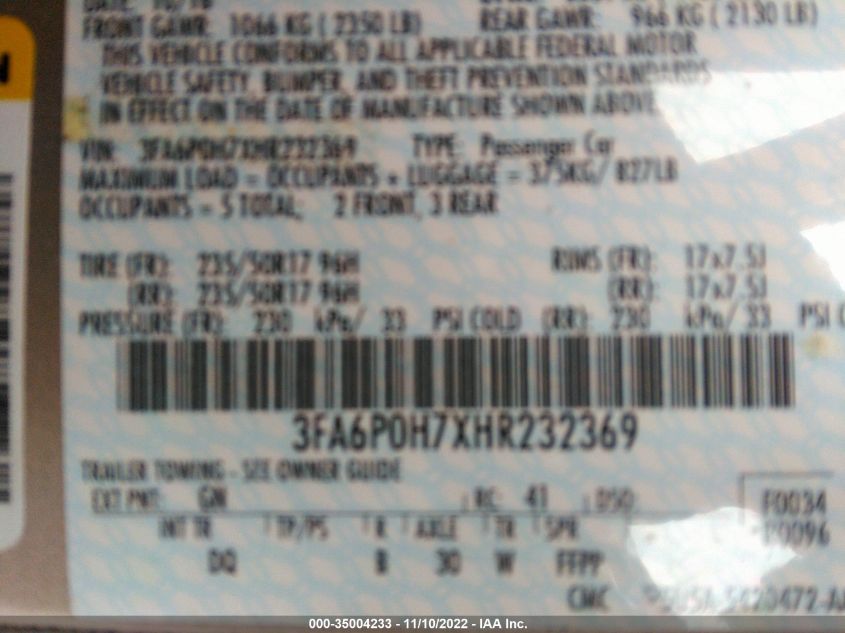 FRONT GAWR: 1066 KG ( 2350 LB) REAR GAWR: 966 KG ( 2130 LB)
THIS VEHICLE CONFORMS TO ALL APPLICABLE FEDERAL MOTOR
VEHICLE SAFETY, BUMPER, AND THEFT PREVENTION STANDARDS
IN EFFECT ON THE DATE OF MANUFACTURE SHOWN ABOVE
VIN: 3FA6P0H7XHR232369 TYPE: Passenger Car
MAXIMUM LOAD = OCCUPANTS + LUGGAGE = 375KG/ 827LB
OCCUPANTS = 5 TOTAL; 2 FRONT, 3 REAR
TIRE (FR): 235/50R17 96H RIMS (FR): 17x7.5J
(RR): 235/50R17 96H (RR): 17x7.5J
PRESSURE (FR): 230 kPa/ 33 PSI COLD (RR): 230 kPa/ 33 PSI
3FA6P0H7XHR232369
TRAILER TOWING - SEE OWNER GUIDE
EXT PNT: GN RC: 41 DSO: F0034
INT TR TP/PS R AXLE TR SPR
DQ B 30 W FFPP
000-35004233 - 11/10/2022 - IAA Inc.